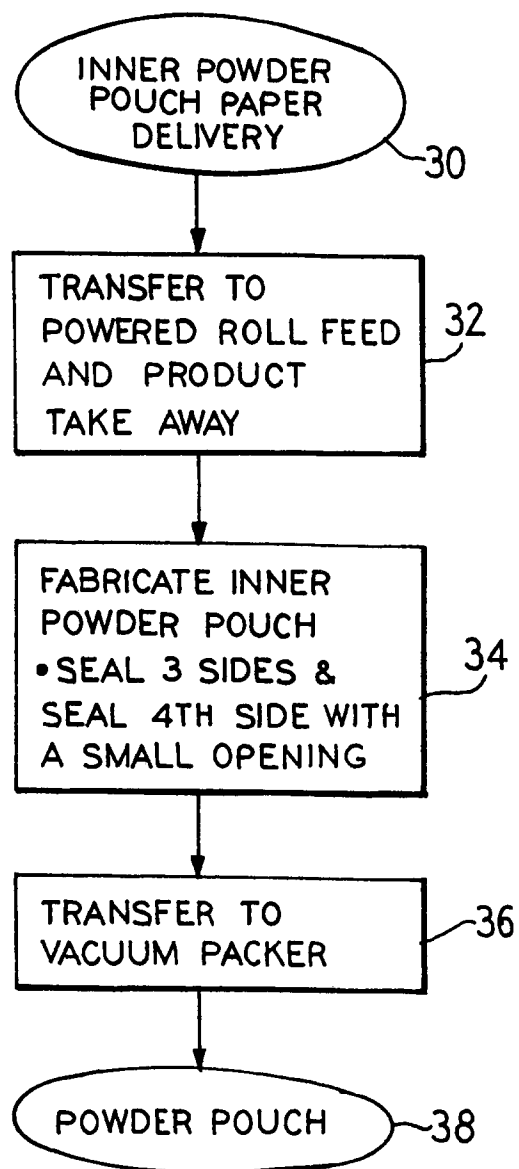 INNER POWDER
POUCH PAPER
DELIVERY
30
TRANSFER TO
POWERED ROLL FEED
AND PRODUCT
TAKE AWAY
32
FABRICATE INNER
POWDER POUCH
• SEAL 3 SIDES &
SEAL 4TH SIDE WITH
A SMALL OPENING
34
TRANSFER TO
VACUUM PACKER
36
POWDER POUCH
38